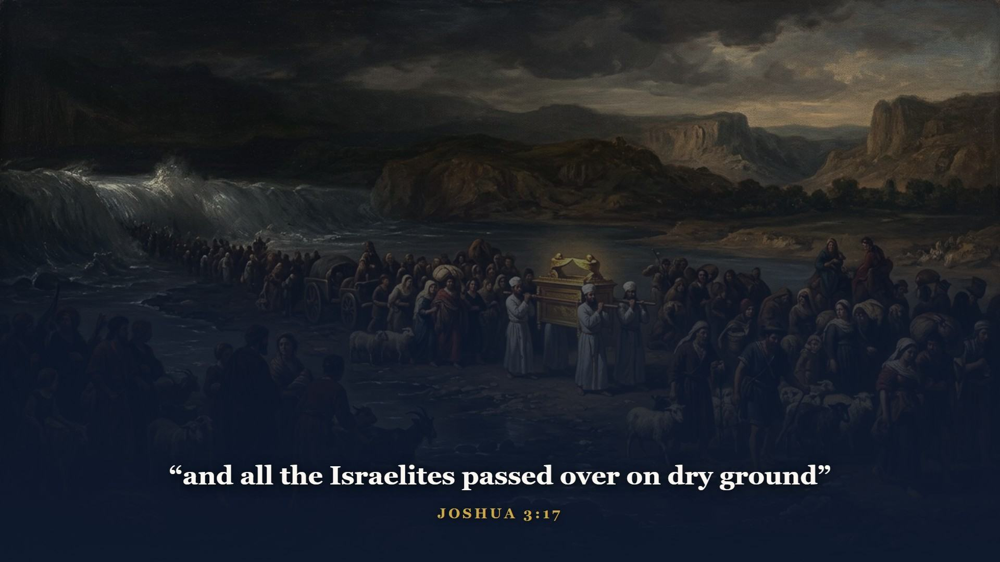 “and all the Israelites passed over on dry ground”
JOSHUA 3:17